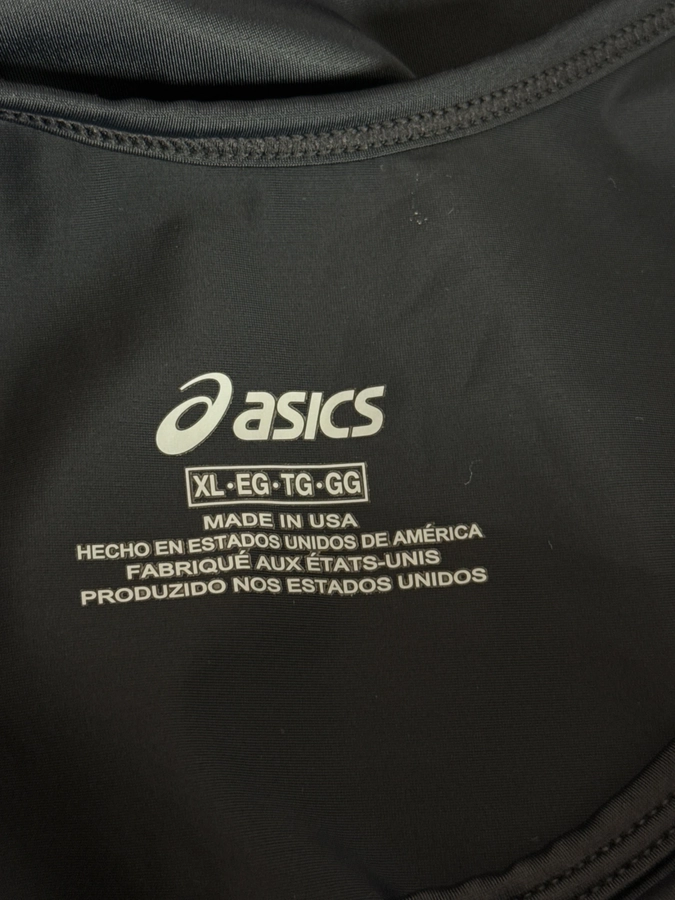 asics
XL·EG·TG·GG
MADE IN USA
HECHO EN ESTADOS UNIDOS DE AMÉRICA
FABRIQUÉ AUX ÉTATS-UNIS
PRODUZIDO NOS ESTADOS UNIDOS